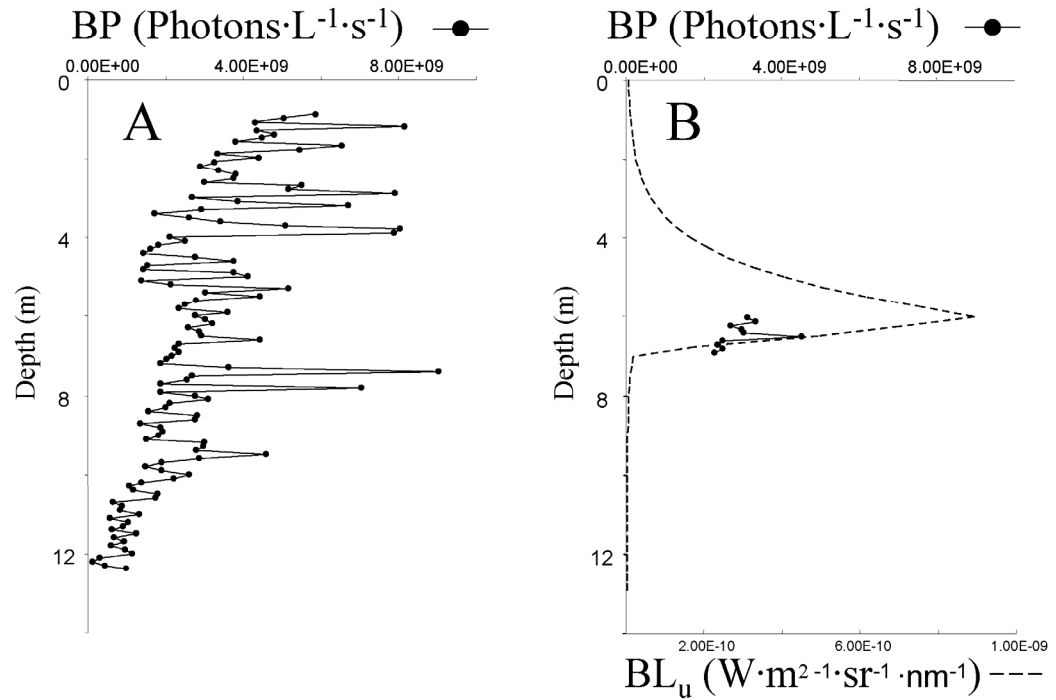 BP (Photons·L⁻¹·s⁻¹)
0.00E+00 4.00E+09 8.00E+09
0
4
8
12
Depth (m)
A
BP (Photons·L⁻¹·s⁻¹)
0.00E+00 4.00E+09 8.00E+09
0
4
8
12
Depth (m)
B
2.00E-10 6.00E-10 1.00E-09
BLᵤ (W·m² ⁻¹·sr⁻¹ ·nm⁻¹)